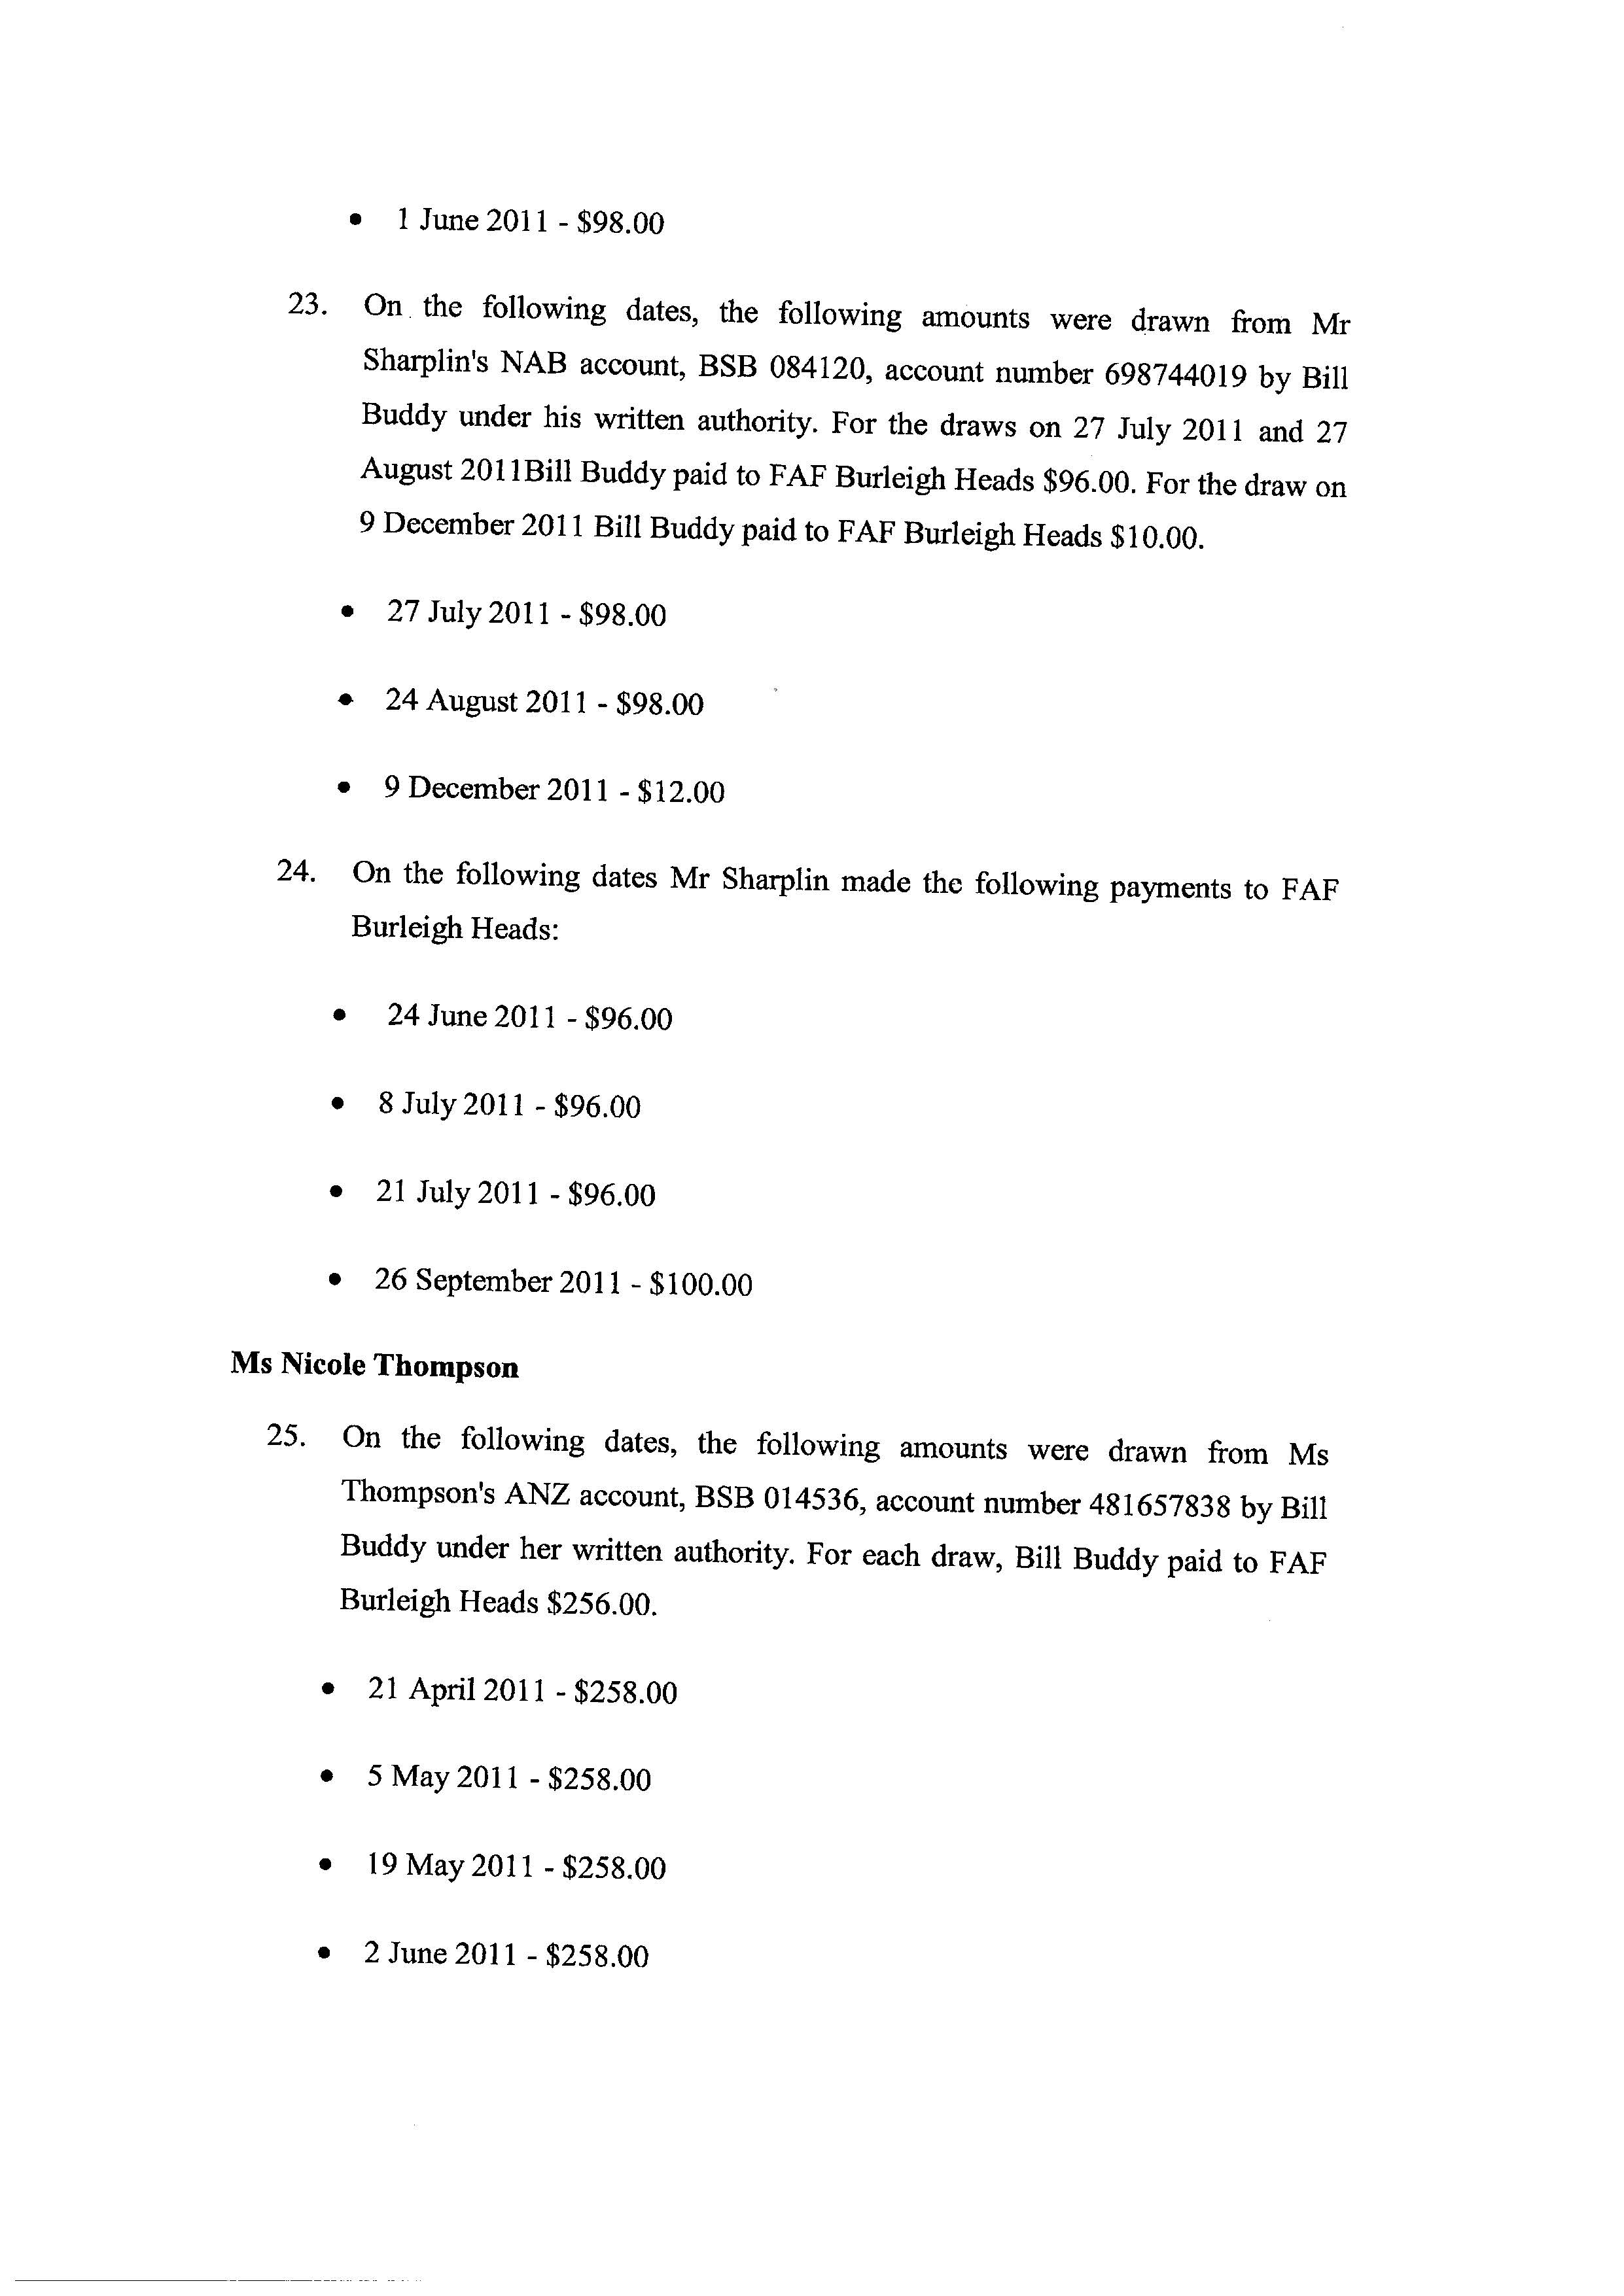 • 1 June 2011 - $98.00
23. On the following dates, the following amounts were drawn from Mr
Sharplin's NAB account, BSB 084120, account number 698744019 by Bill
Buddy under his written authority. For the draws on 27 July 2011 and 27
August 2011Bill Buddy paid to FAF Burleigh Heads $96.00. For the draw on
9 December 2011 Bill Buddy paid to FAF Burleigh Heads $10.00.
• 27 July 2011 - $98.00
• 24 August 2011 - $98.00
• 9 December 2011 - $12.00
24. On the following dates Mr Sharplin made the following payments to FAF
Burleigh Heads:
• 24 June 2011 - $96.00
• 8 July 2011 - $96.00
• 21 July 2011 - $96.00
• 26 September 2011 - $100.00
Ms Nicole Thompson
25. On the following dates, the following amounts were drawn from Ms
Thompson's ANZ account, BSB 014536, account number 481657838 by Bill
Buddy under her written authority. For each draw, Bill Buddy paid to FAF
Burleigh Heads $256.00.
• 21 April 2011 - $258.00
• 5 May 2011 - $258.00
• 19 May 2011 - $258.00
• 2 June 2011 - $258.00